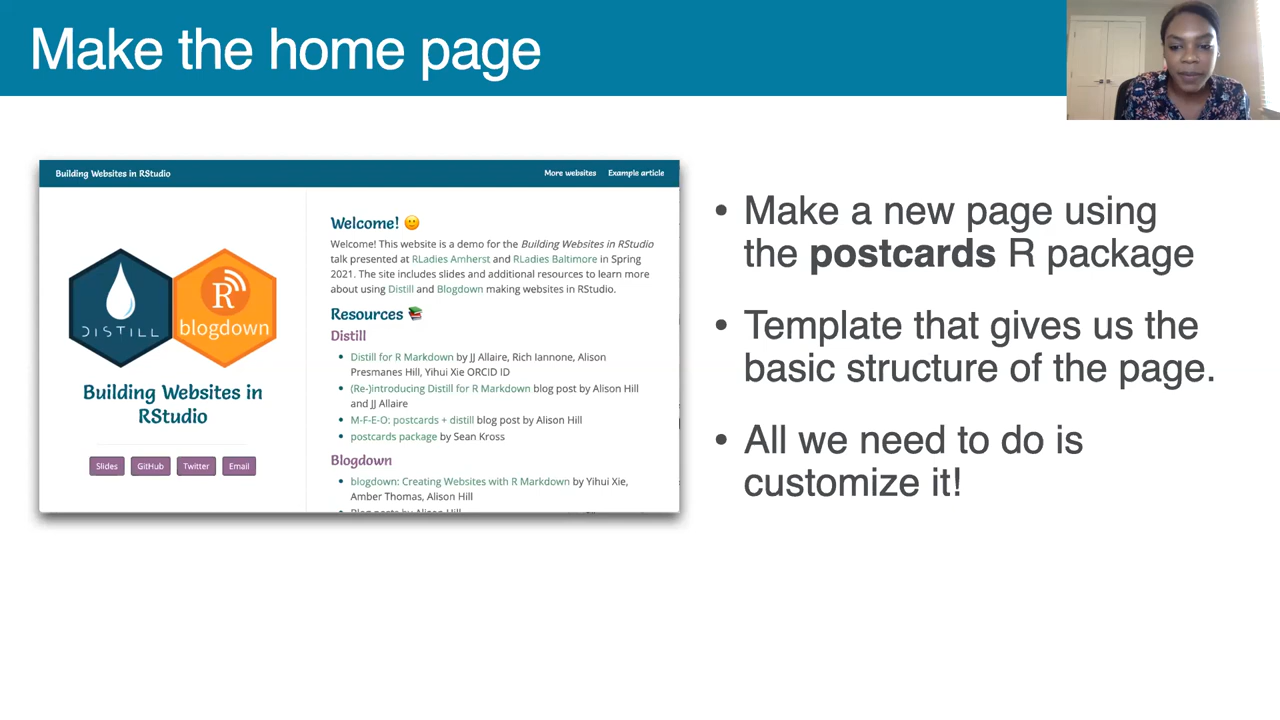 Make the home page
Building Websites in RStudio
More websites
Example article
DISTILL
R
blogdown
Building Websites in
RStudio
Slides
GitHub
Twitter
Email
Welcome! 🙂
Welcome! This website is a demo for the Building Websites in RStudio
talk presented at RLadies Amherst and RLadies Baltimore in Spring
2021. The site includes slides and additional resources to learn more
about using Distill and Blogdown making websites in RStudio.
Resources 📚
Distill
• Distill for R Markdown by JJ Allaire, Rich Iannone, Alison
Presmanes Hill, Yihui Xie ORCID ID
• (Re-)introducing Distill for R Markdown blog post by Alison Hill
and JJ Allaire
• M-F-E-O: postcards + distill blog post by Alison Hill
• postcards package by Sean Kross
Blogdown
• blogdown: Creating Websites with R Markdown by Yihui Xie,
Amber Thomas, Alison Hill
• Blog posts by Alison Hill
• Make a new page using
the postcards R package
• Template that gives us the
basic structure of the page.
• All we need to do is
customize it!